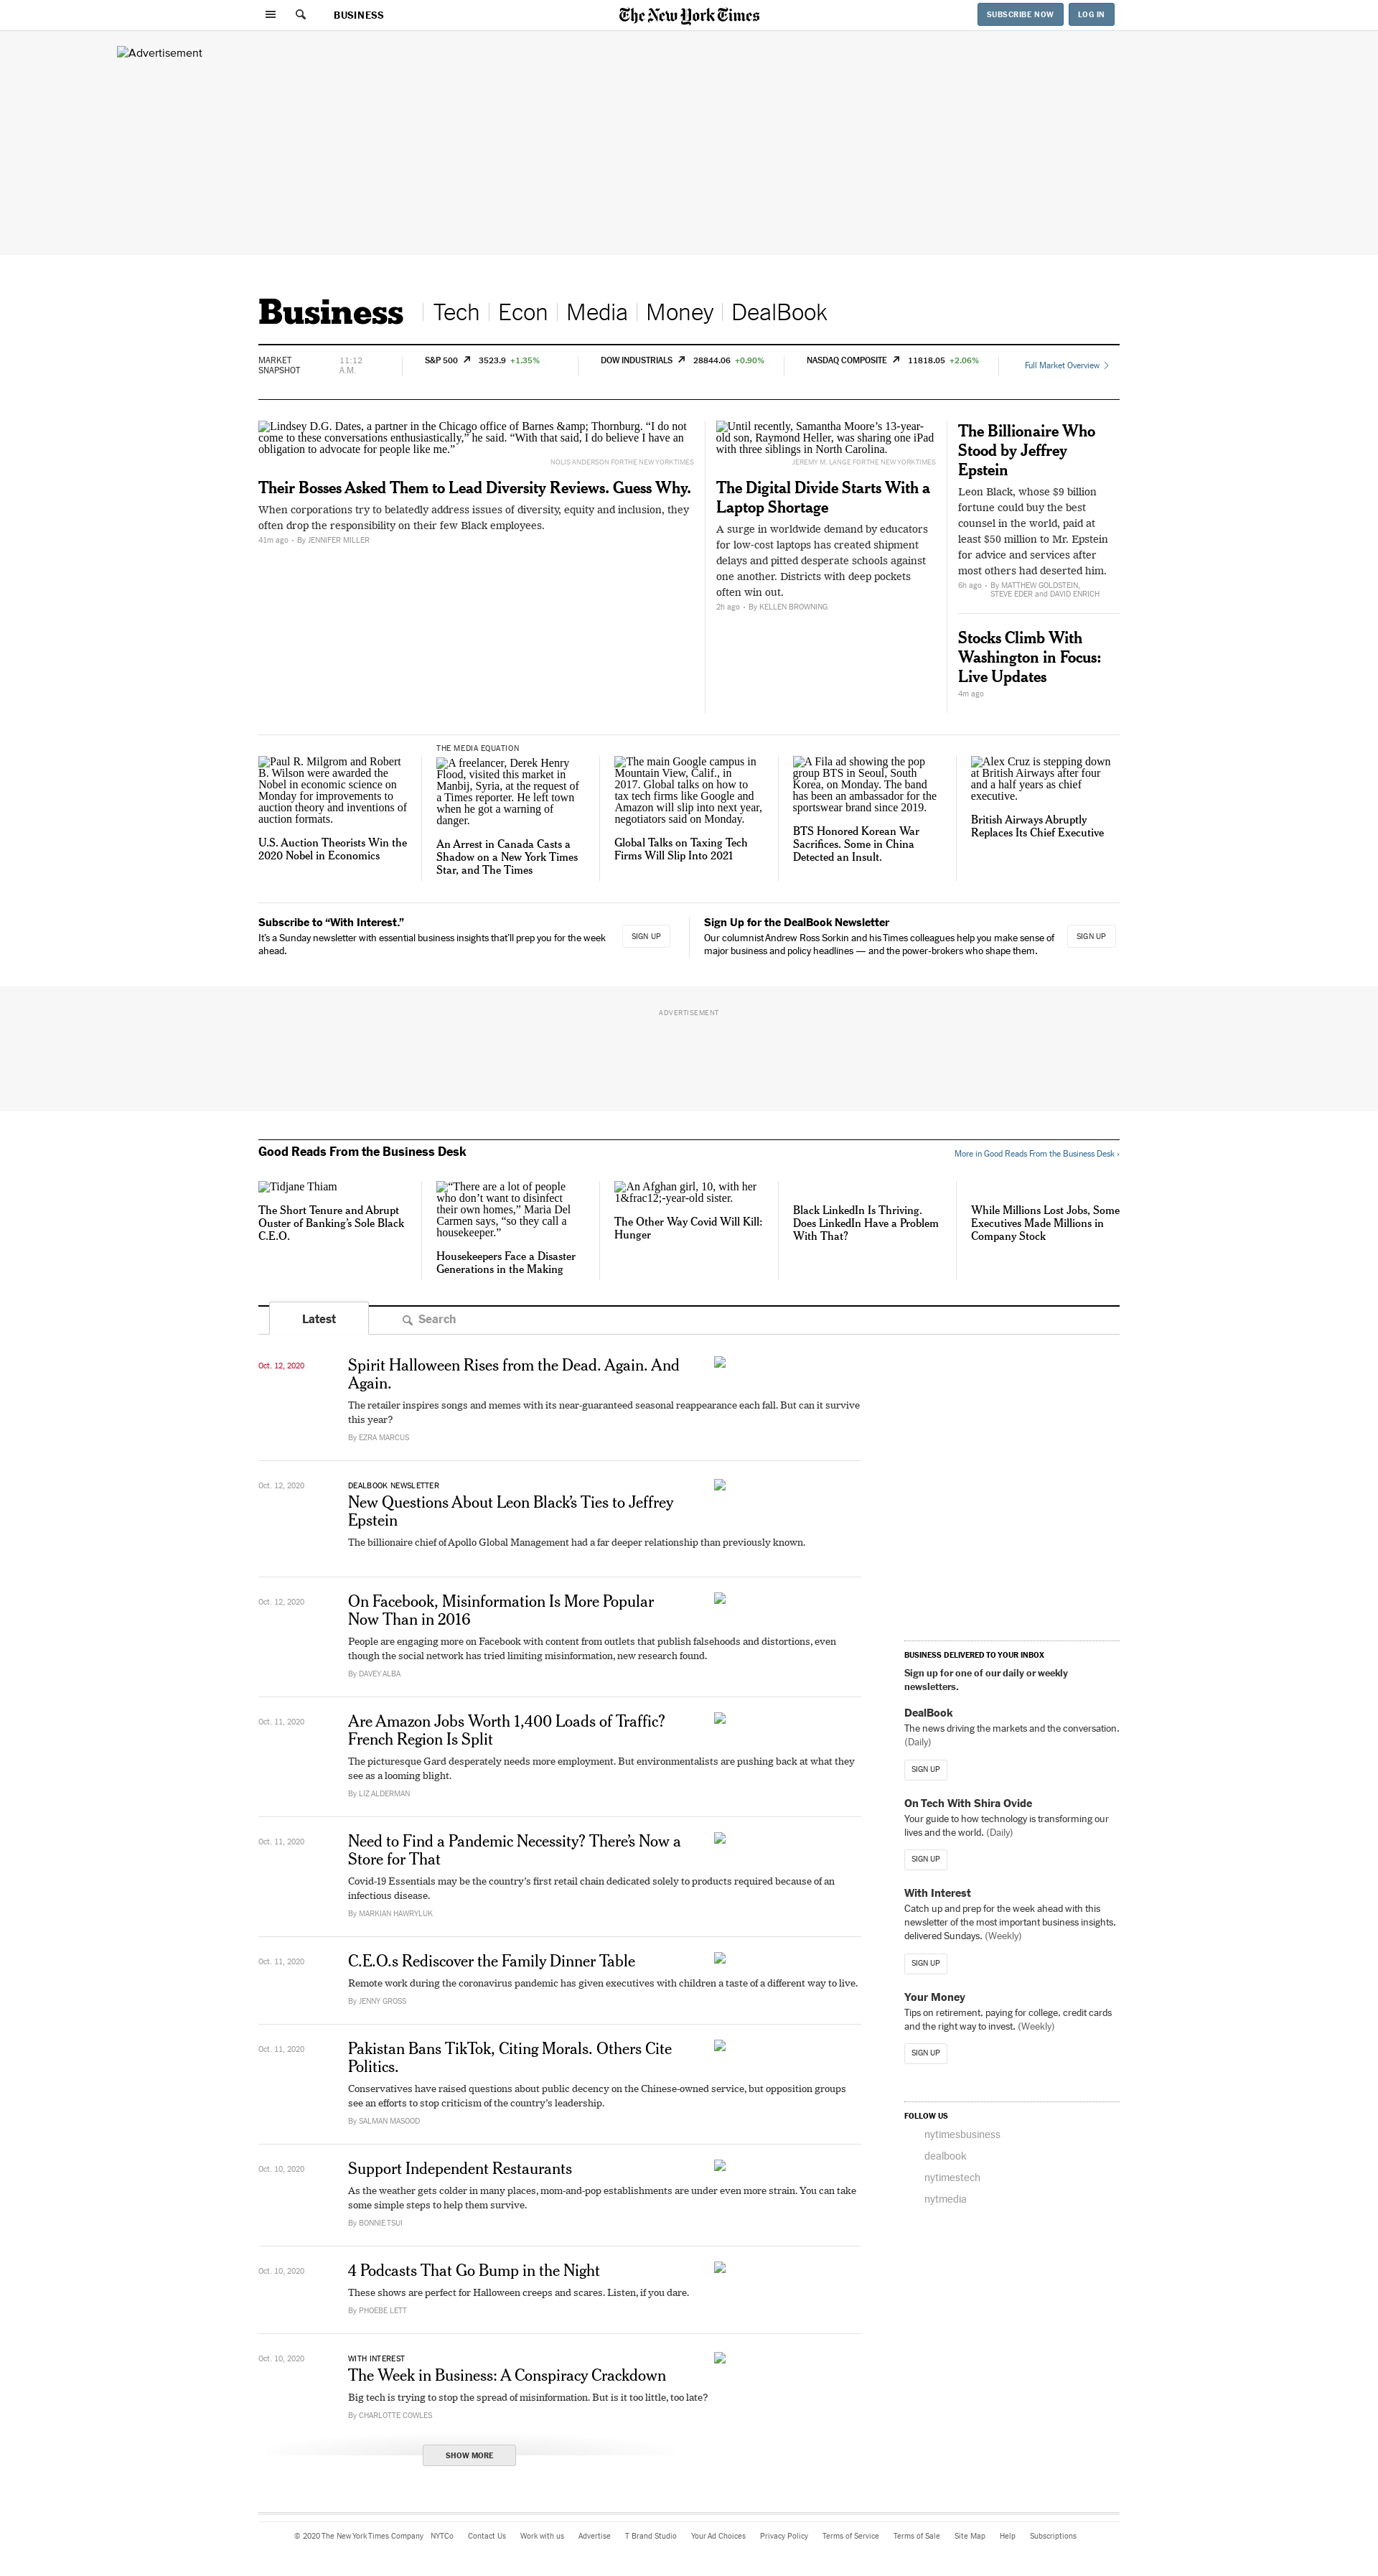 BUSINESS
The New York Times
SUBSCRIBE NOW
LOG IN
Advertisement
Business
Tech
Econ
Media
Money
DealBook
MARKET
SNAPSHOT
11:12
A.M.
S&P 500 3523.9 +1.35%
DOW INDUSTRIALS 28844.06 +0.90%
NASDAQ COMPOSITE 11818.05 +2.06%
Full Market Overview
Lindsey D.G. Dates, a partner in the Chicago office of Barnes &amp; Thornburg. “I do not
come to these conversations enthusiastically,” he said. “With that said, I do believe I have an
obligation to advocate for people like me.”
NOLIS ANDERSON FOR THE NEW YORK TIMES
Their Bosses Asked Them to Lead Diversity Reviews. Guess Why.
When corporations try to belatedly address issues of diversity, equity and inclusion, they
often drop the responsibility on their few Black employees.
41m ago • By JENNIFER MILLER
Until recently, Samantha Moore’s 13-year-
old son, Raymond Heller, was sharing one iPad
with three siblings in North Carolina.
JEREMY M. LANGE FOR THE NEW YORK TIMES
The Digital Divide Starts With a
Laptop Shortage
A surge in worldwide demand by educators
for low-cost laptops has created shipment
delays and pitted desperate schools against
one another. Districts with deep pockets
often win out.
2h ago • By KELLEN BROWNING
The Billionaire Who
Stood by Jeffrey
Epstein
Leon Black, whose $9 billion
fortune could buy the best
counsel in the world, paid at
least $50 million to Mr. Epstein
for advice and services after
most others had deserted him.
6h ago • By MATTHEW GOLDSTEIN,
STEVE EDER and DAVID ENRICH
Stocks Climb With
Washington in Focus:
Live Updates
4m ago
Paul R. Milgrom and Robert
B. Wilson were awarded the
Nobel in economic science on
Monday for improvements to
auction theory and inventions of
auction formats.
U.S. Auction Theorists Win the
2020 Nobel in Economics
THE MEDIA EQUATION
A freelancer, Derek Henry
Flood, visited this market in
Manbij, Syria, at the request of
a Times reporter. He left town
when he got a warning of
danger.
An Arrest in Canada Casts a
Shadow on a New York Times
Star, and The Times
The main Google campus in
Mountain View, Calif., in
2017. Global talks on how to
tax tech firms like Google and
Amazon will slip into next year,
negotiators said on Monday.
Global Talks on Taxing Tech
Firms Will Slip Into 2021
A Fila ad showing the pop
group BTS in Seoul, South
Korea, on Monday. The band
has been an ambassador for the
sportswear brand since 2019.
BTS Honored Korean War
Sacrifices. Some in China
Detected an Insult.
Alex Cruz is stepping down
at British Airways after four
and a half years as chief
executive.
British Airways Abruptly
Replaces Its Chief Executive
Subscribe to “With Interest.”
It’s a Sunday newsletter with essential business insights that’ll prep you for the week
ahead.
SIGN UP
Sign Up for the DealBook Newsletter
Our columnist Andrew Ross Sorkin and his Times colleagues help you make sense of
major business and policy headlines — and the power-brokers who shape them.
SIGN UP
ADVERTISEMENT
Good Reads From the Business Desk
More in Good Reads From the Business Desk ›
Tidjane Thiam
The Short Tenure and Abrupt
Ouster of Banking’s Sole Black
C.E.O.
“There are a lot of people
who don’t want to disinfect
their own homes,” Maria Del
Carmen says, “so they call a
housekeeper.”
Housekeepers Face a Disaster
Generations in the Making
An Afghan girl, 10, with her
1&frac12;-year-old sister.
The Other Way Covid Will Kill:
Hunger
Black LinkedIn Is Thriving.
Does LinkedIn Have a Problem
With That?
While Millions Lost Jobs, Some
Executives Made Millions in
Company Stock
Latest
Search
Oct. 12, 2020
Spirit Halloween Rises from the Dead. Again. And
Again.
The retailer inspires songs and memes with its near-guaranteed seasonal reappearance each fall. But can it survive
this year?
By EZRA MARCUS
Oct. 12, 2020
DEALBOOK NEWSLETTER
New Questions About Leon Black’s Ties to Jeffrey
Epstein
The billionaire chief of Apollo Global Management had a far deeper relationship than previously known.
Oct. 12, 2020
On Facebook, Misinformation Is More Popular
Now Than in 2016
People are engaging more on Facebook with content from outlets that publish falsehoods and distortions, even
though the social network has tried limiting misinformation, new research found.
By DAVEY ALBA
Oct. 11, 2020
Are Amazon Jobs Worth 1,400 Loads of Traffic?
French Region Is Split
The picturesque Gard desperately needs more employment. But environmentalists are pushing back at what they
see as a looming blight.
By LIZ ALDERMAN
Oct. 11, 2020
Need to Find a Pandemic Necessity? There’s Now a
Store for That
Covid-19 Essentials may be the country’s first retail chain dedicated solely to products required because of an
infectious disease.
By MARKIAN HAWRYLUK
Oct. 11, 2020
C.E.O.s Rediscover the Family Dinner Table
Remote work during the coronavirus pandemic has given executives with children a taste of a different way to live.
By JENNY GROSS
Oct. 11, 2020
Pakistan Bans TikTok, Citing Morals. Others Cite
Politics.
Conservatives have raised questions about public decency on the Chinese-owned service, but opposition groups
see an efforts to stop criticism of the country’s leadership.
By SALMAN MASOOD
Oct. 10, 2020
Support Independent Restaurants
As the weather gets colder in many places, mom-and-pop establishments are under even more strain. You can take
some simple steps to help them survive.
By BONNIE TSUI
Oct. 10, 2020
4 Podcasts That Go Bump in the Night
These shows are perfect for Halloween creeps and scares. Listen, if you dare.
By PHOEBE LETT
Oct. 10, 2020
WITH INTEREST
The Week in Business: A Conspiracy Crackdown
Big tech is trying to stop the spread of misinformation. But is it too little, too late?
By CHARLOTTE COWLES
SHOW MORE
BUSINESS DELIVERED TO YOUR INBOX
Sign up for one of our daily or weekly
newsletters.
DealBook
The news driving the markets and the conversation.
(Daily)
SIGN UP
On Tech With Shira Ovide
Your guide to how technology is transforming our
lives and the world. (Daily)
SIGN UP
With Interest
Catch up and prep for the week ahead with this
newsletter of the most important business insights,
delivered Sundays. (Weekly)
SIGN UP
Your Money
Tips on retirement, paying for college, credit cards
and the right way to invest. (Weekly)
SIGN UP
FOLLOW US
nytimesbusiness
dealbook
nytimestech
nytmedia
© 2020 The New York Times Company NYTCo Contact Us Work with us Advertise T Brand Studio Your Ad Choices Privacy Policy Terms of Service Terms of Sale Site Map Help Subscriptions